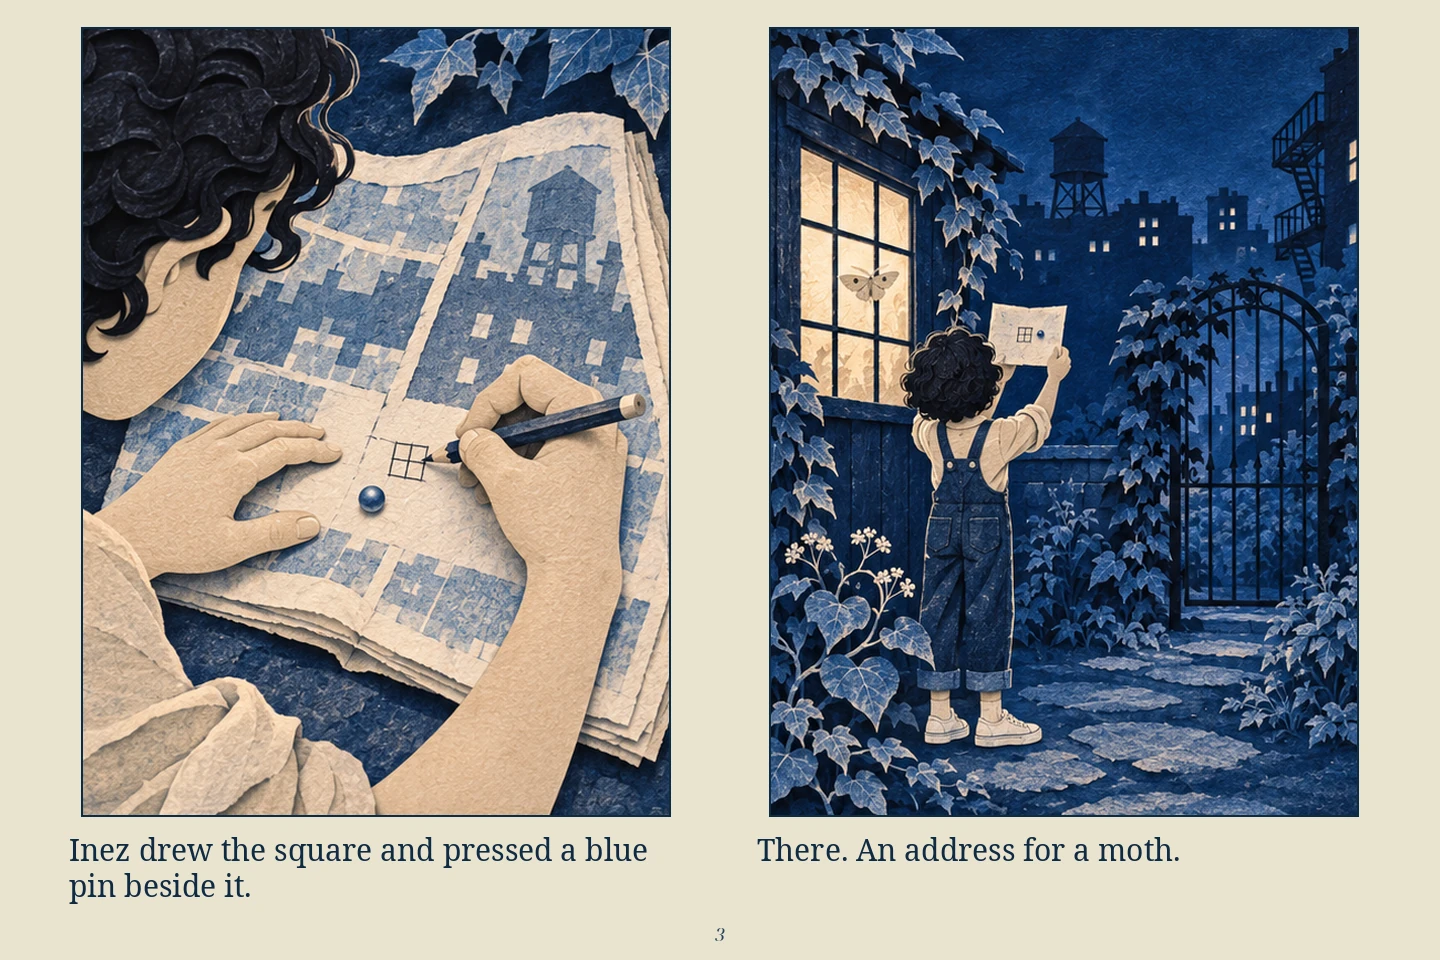 Inez drew the square and pressed a blue
pin beside it.
There. An address for a moth.
3